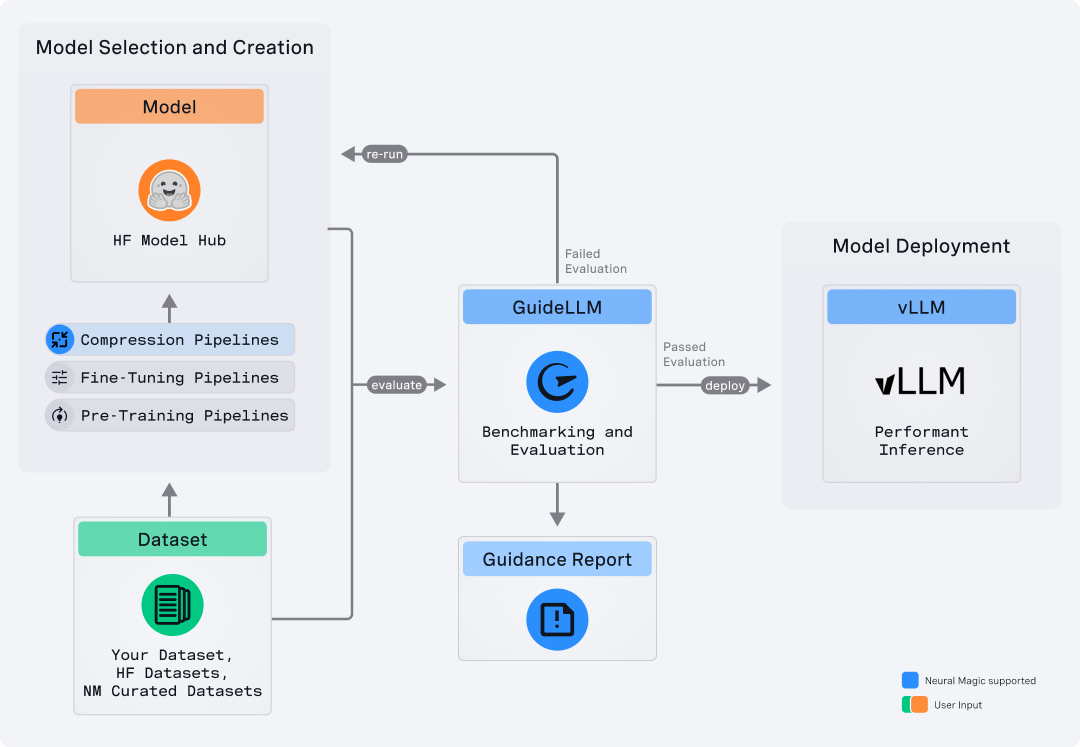 Model Selection and Creation
Model
HF Model Hub
Compression Pipelines
Fine-Tuning Pipelines
Pre-Training Pipelines
Dataset
Your Dataset,
HF Datasets,
NM Curated Datasets
re-run
evaluate
Failed
Evaluation
GuideLLM
Benchmarking and
Evaluation
Passed
Evaluation
deploy
Guidance Report
Model Deployment
vLLM
vLLM
Performant
Inference
Neural Magic supported
User Input